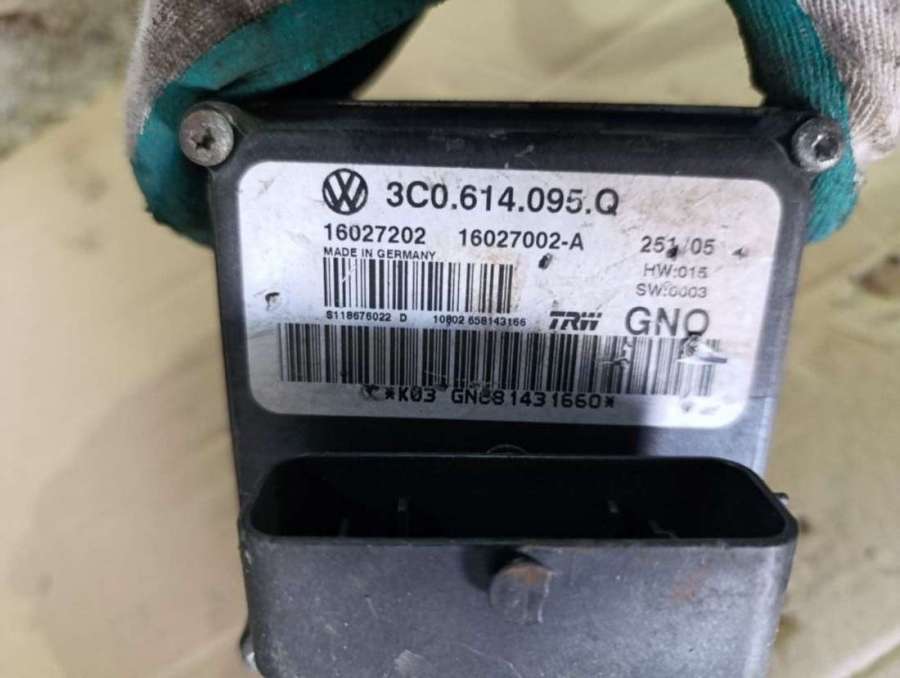 3C0.614.095.Q
16027202 16027002-A 251/05
MADE IN GERMANY HW:015
SW:0003
S118676022 D 10802 658143166 TRW GNO
*K03 GN881431660*